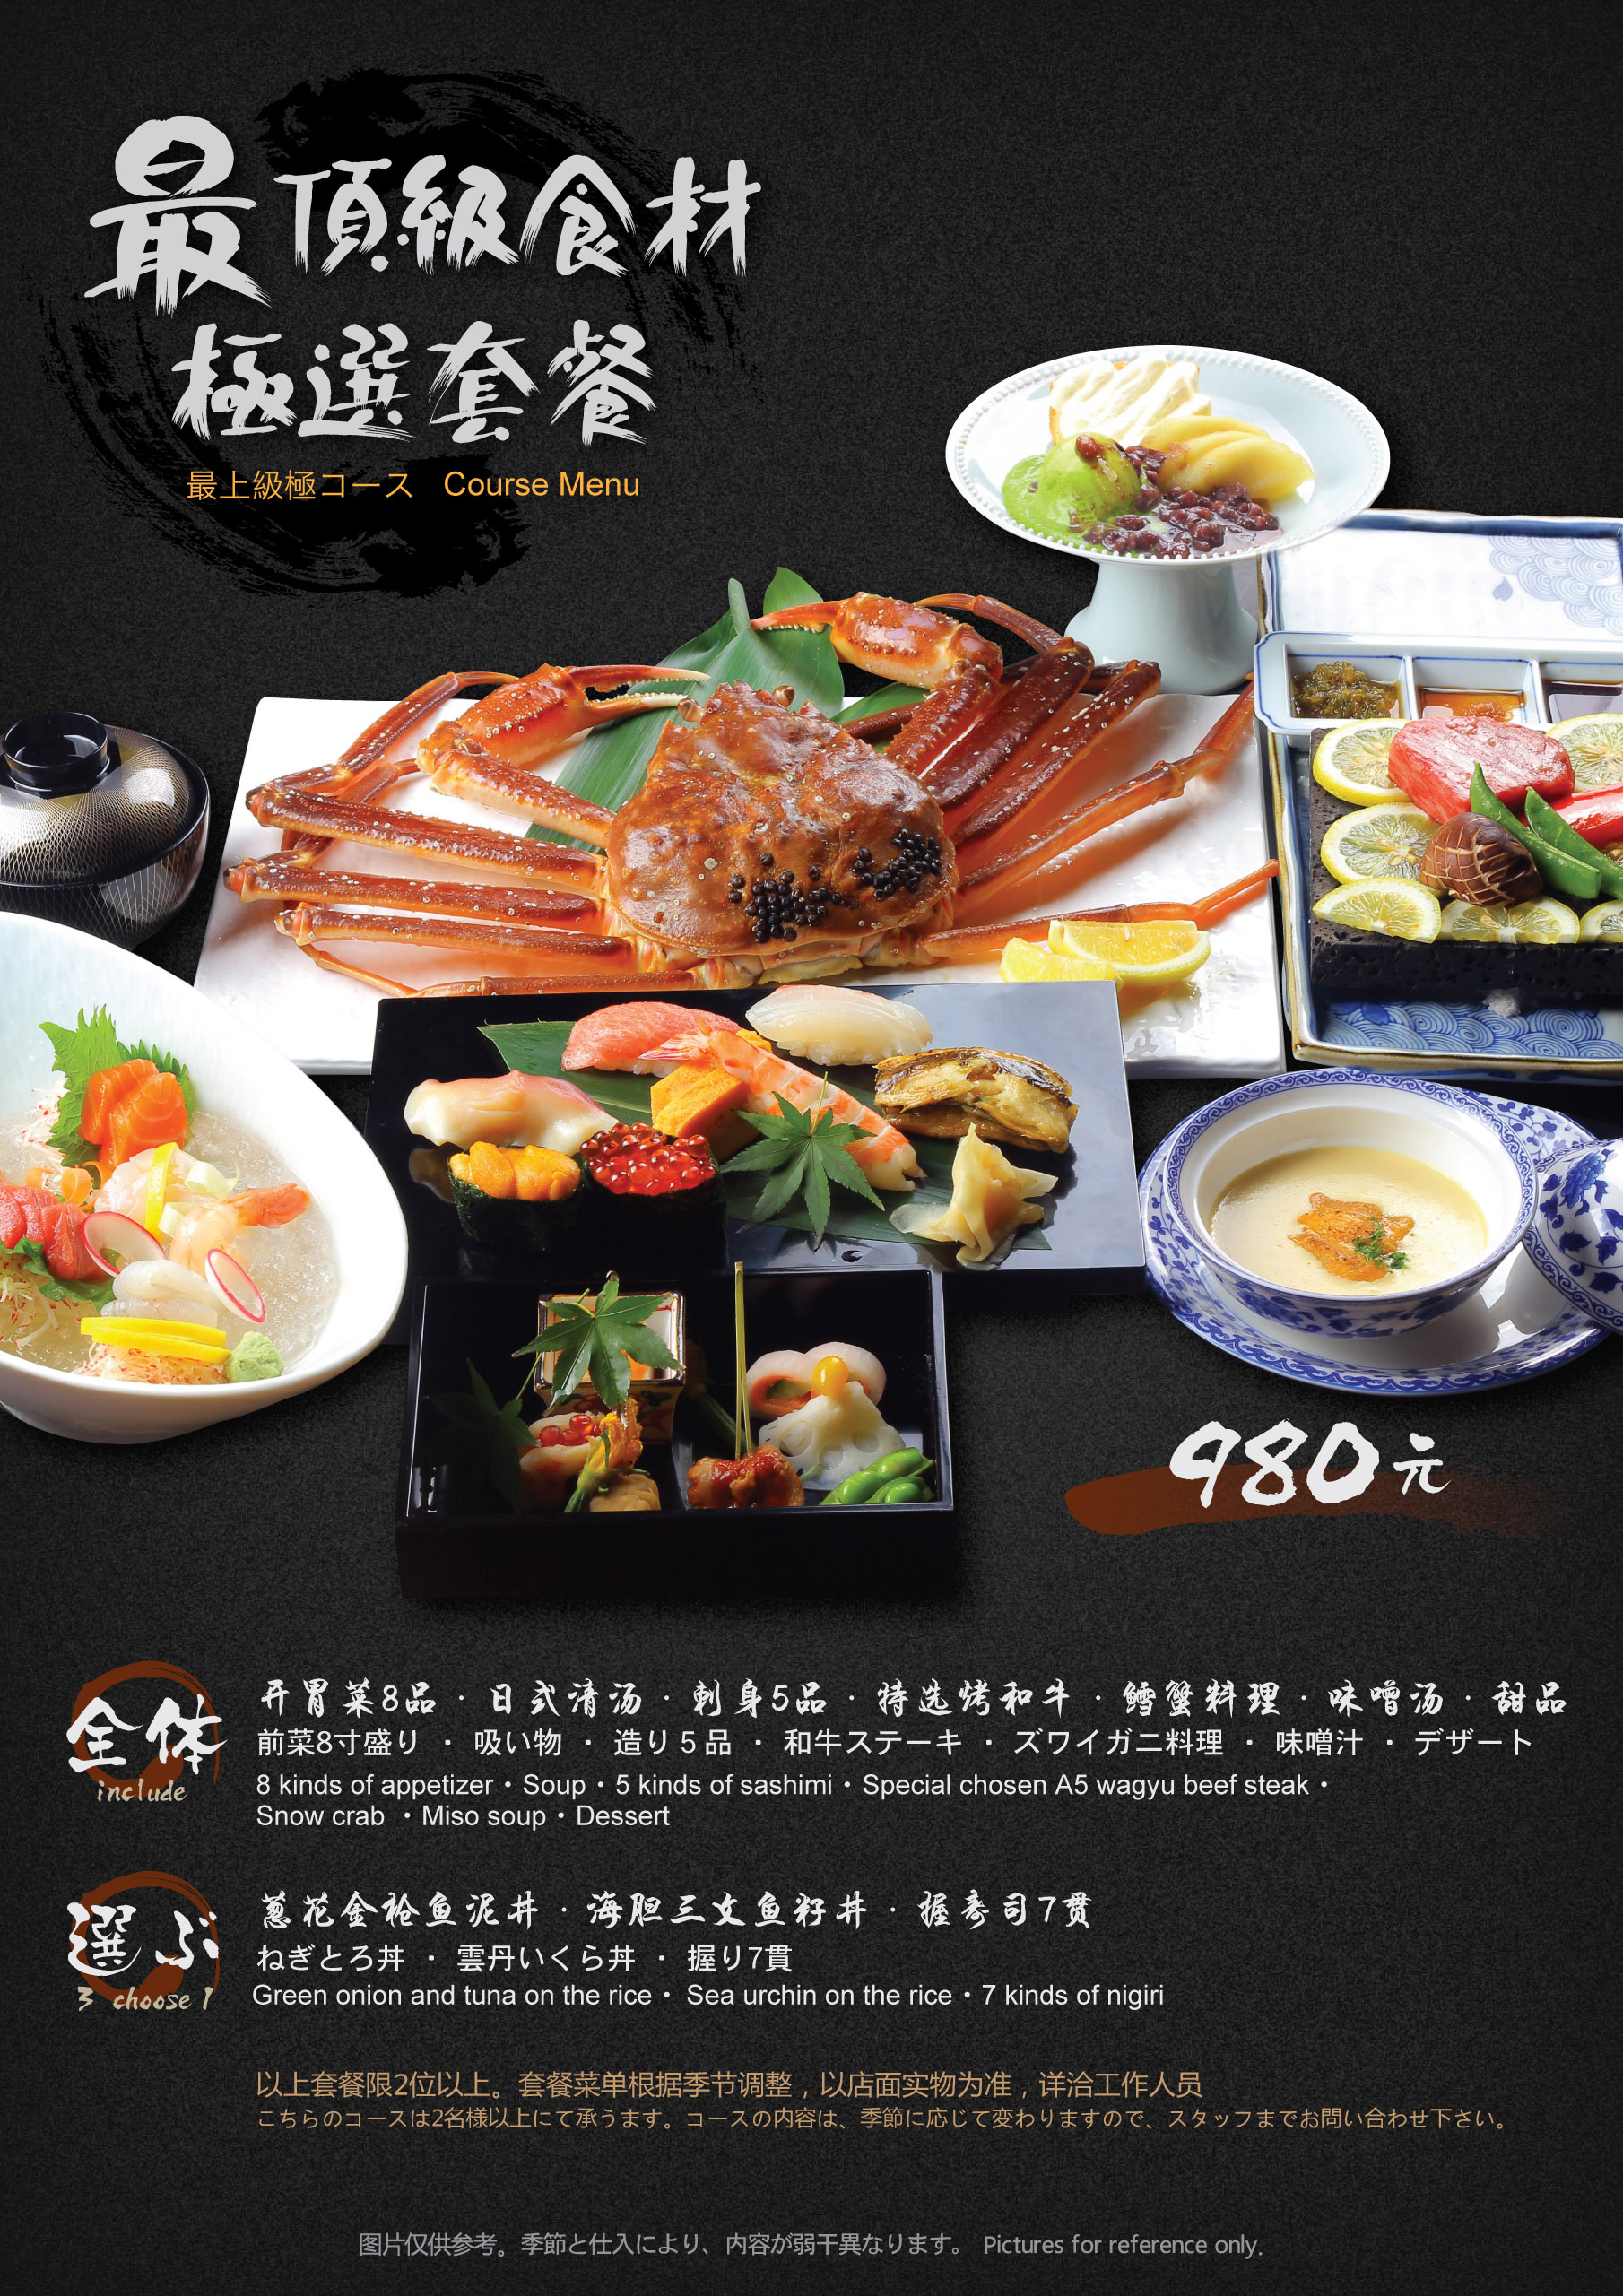 最頂級食材
極選套餐
最上級極コース Course Menu
980元
全体
include
开胃菜8品 · 日式清汤 · 刺身5品 · 特选烤和牛 · 鳕蟹料理 · 味噌汤 · 甜品
前菜8寸盛り ・ 吸い物 ・ 造り５品 ・ 和牛ステーキ ・ ズワイガニ料理 ・ 味噌汁 ・ デザート
8 kinds of appetizer・Soup・5 kinds of sashimi・Special chosen A5 wagyu beef steak・
Snow crab ・Miso soup・Dessert
選ぶ
3 choose 1
葱花金枪鱼泥丼 · 海胆三文鱼籽丼 · 握寿司7贯
ねぎとろ丼 ・ 雲丹いくら丼 ・ 握り7貫
Green onion and tuna on the rice・ Sea urchin on the rice・7 kinds of nigiri
以上套餐限2位以上。套餐菜单根据季节调整，以店面实物为准，详洽工作人员
こちらのコースは2名様以上にて承うます。コースの内容は、季節に応じて変わりますので、スタッフまでお問い合わせ下さい。
图片仅供参考。季節と仕入により、内容が弱干異なります。 Pictures for reference only.